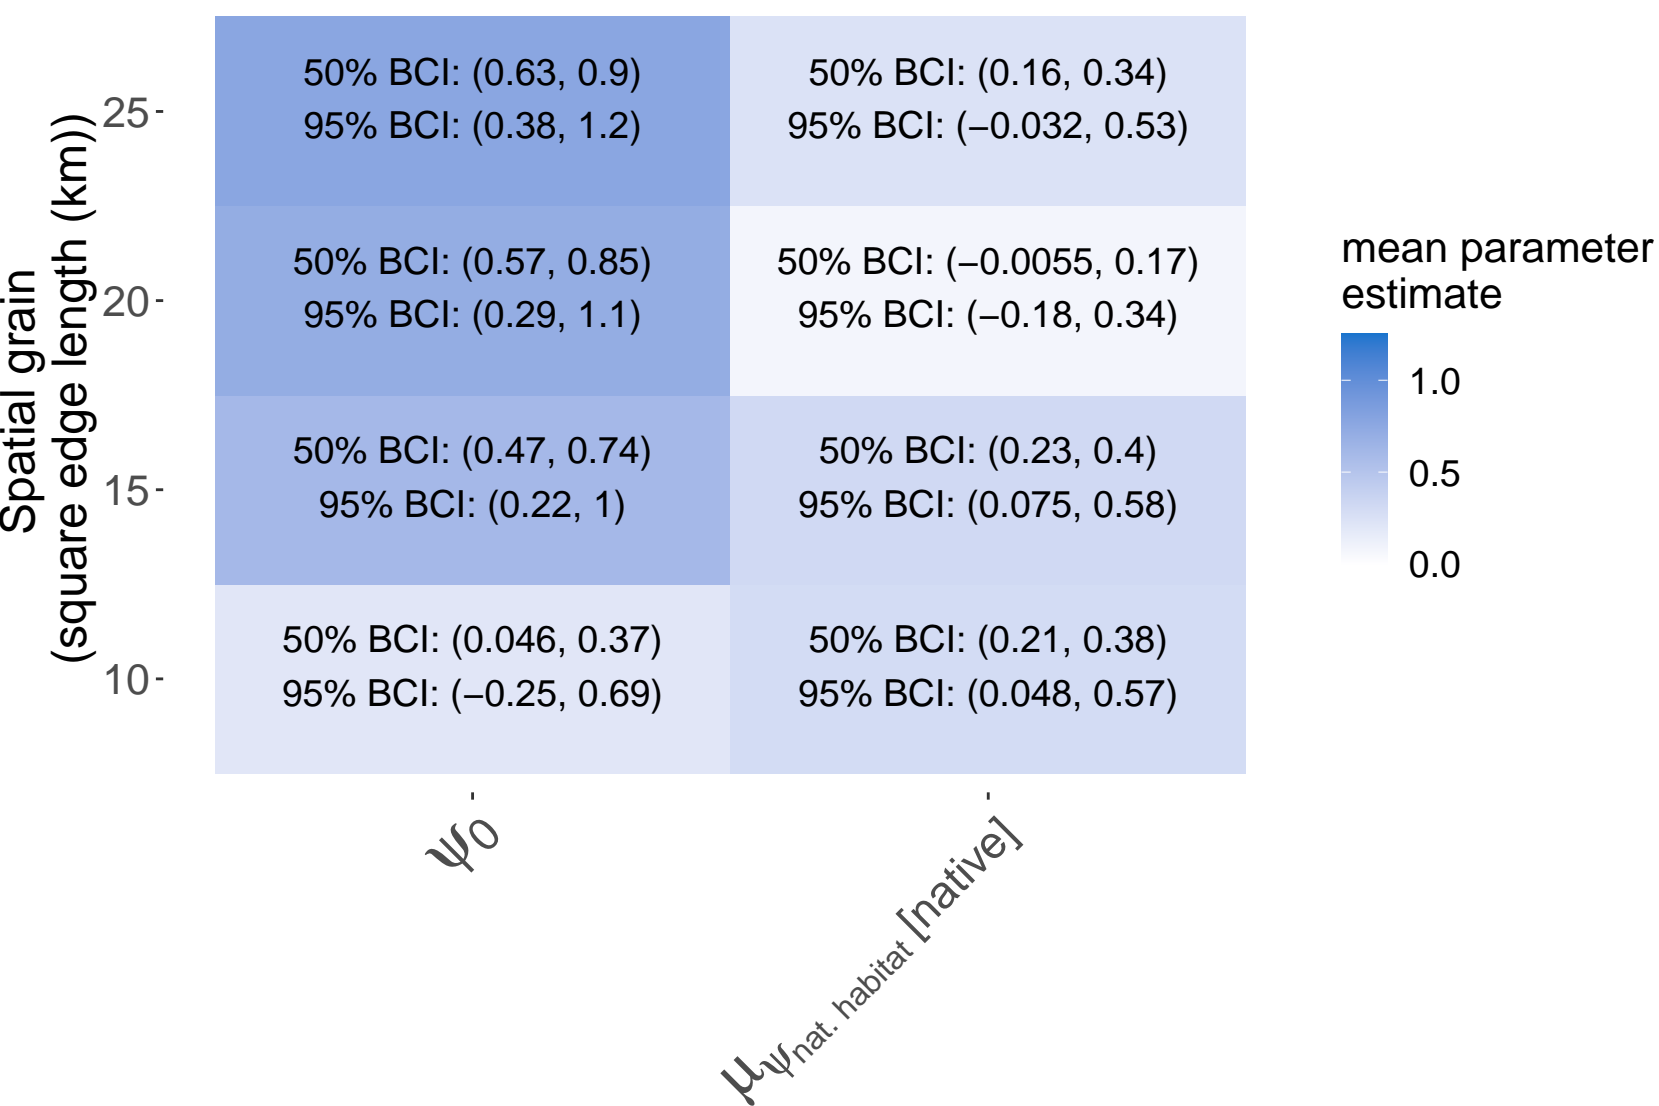 Spatial grain
(square edge length (km))
25
20
15
10
50% BCI: (0.63, 0.9)
95% BCI: (0.38, 1.2)
50% BCI: (0.16, 0.34)
95% BCI: (−0.032, 0.53)
50% BCI: (0.57, 0.85)
95% BCI: (0.29, 1.1)
50% BCI: (−0.0055, 0.17)
95% BCI: (−0.18, 0.34)
50% BCI: (0.47, 0.74)
95% BCI: (0.22, 1)
50% BCI: (0.23, 0.4)
95% BCI: (0.075, 0.58)
50% BCI: (0.046, 0.37)
95% BCI: (−0.25, 0.69)
50% BCI: (0.21, 0.38)
95% BCI: (0.048, 0.57)
ψ0
μψnat. habitat [native]
mean parameter
estimate
1.0
0.5
0.0